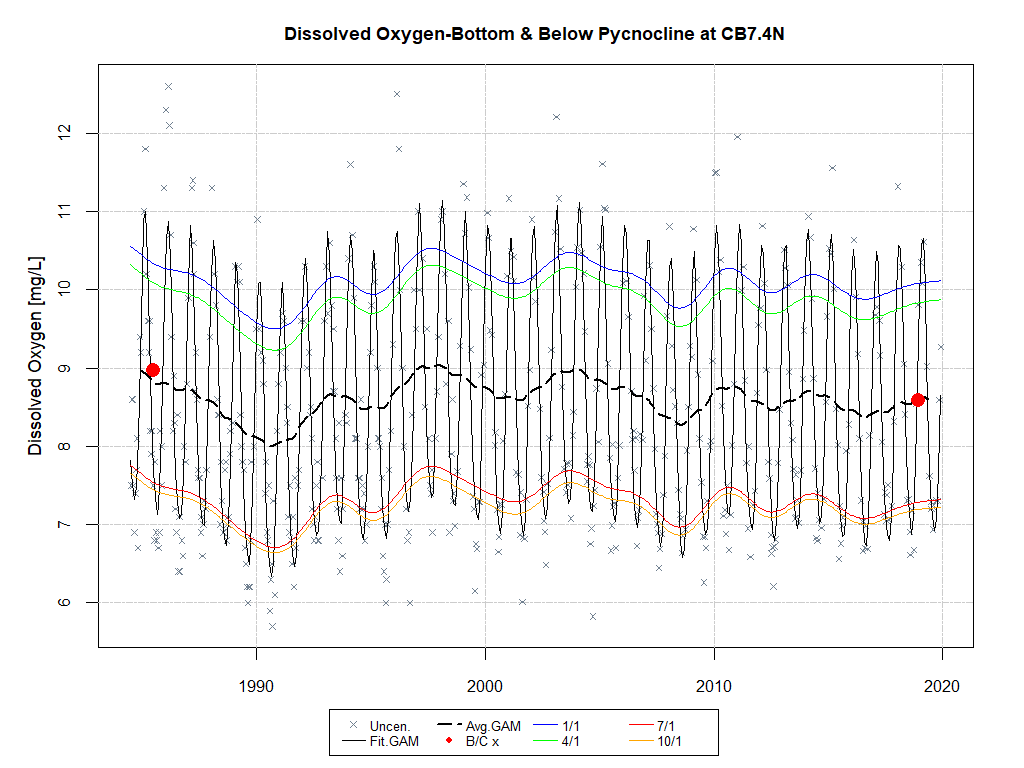 Dissolved Oxygen-Bottom & Below Pycnocline at CB7.4N
Dissolved Oxygen [mg/L]
12
11
10
9
8
7
6
1990 2000 2010 2020
Uncen. Avg.GAM 1/1 7/1
Fit.GAM B/C x 4/1 10/1